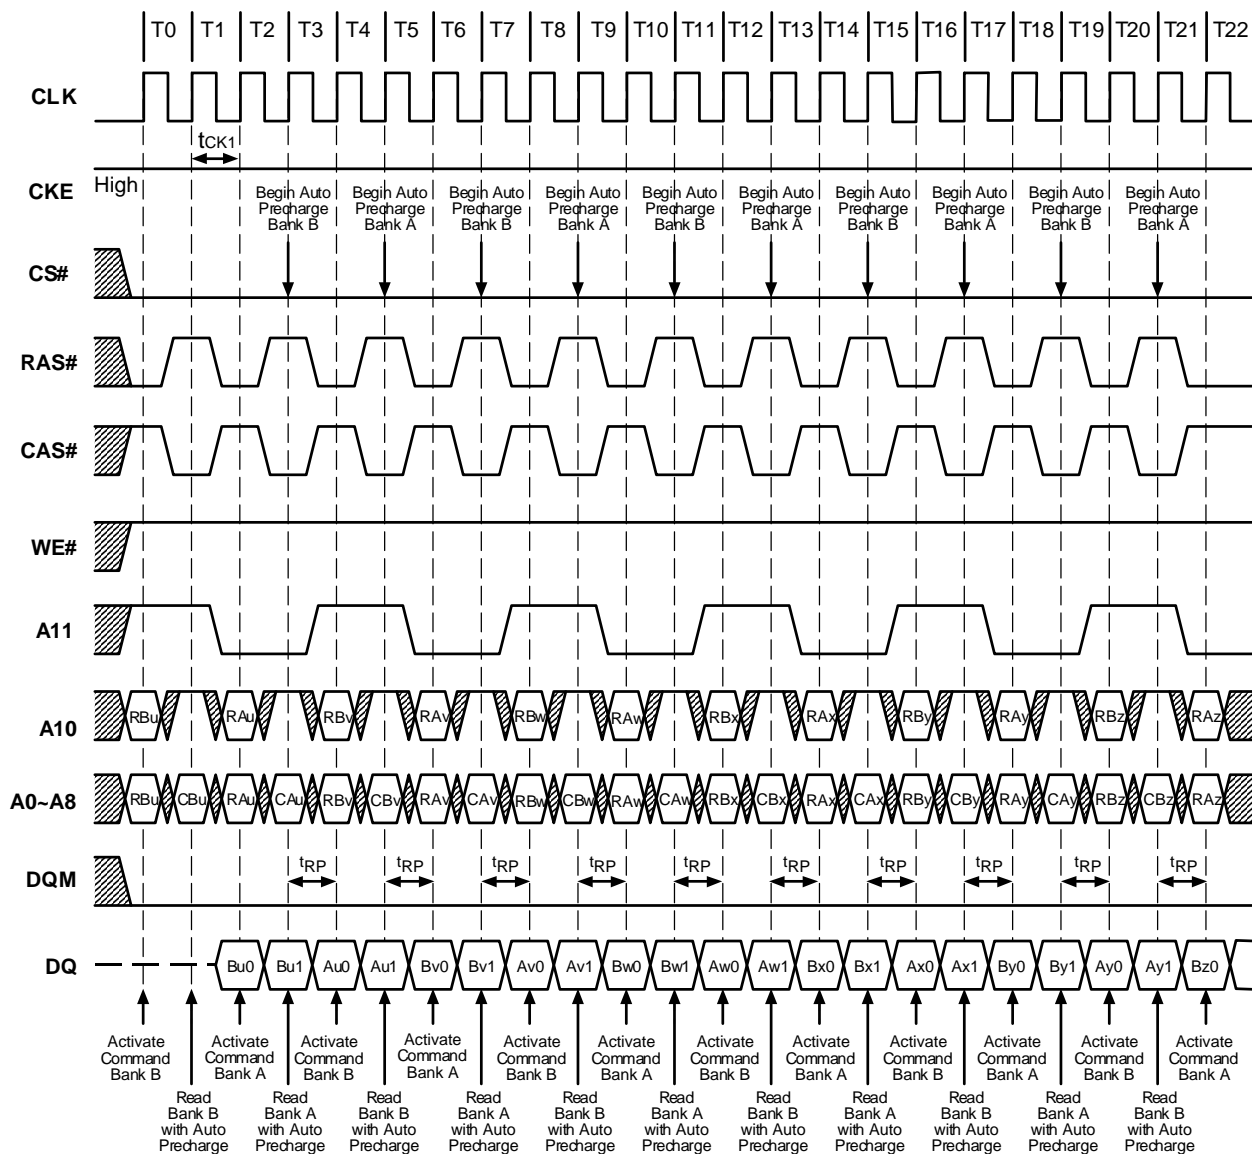 T0 T1 T2 T3 T4 T5 T6 T7 T8 T9 T10 T11 T12 T13 T14 T15 T16 T17 T18 T19 T20 T21 T22
CLK
tCK1
CKE
High
Begin Auto
Precharge
Bank B
Begin Auto
Precharge
Bank A
Begin Auto
Precharge
Bank B
Begin Auto
Precharge
Bank A
Begin Auto
Precharge
Bank B
Begin Auto
Precharge
Bank A
Begin Auto
Precharge
Bank B
Begin Auto
Precharge
Bank A
Begin Auto
Precharge
Bank B
Begin Auto
Precharge
Bank A
CS#
RAS#
CAS#
WE#
A11
A10
RBu RAu RBv RAv RBw RAw RBx RAx RBy RAy RBz RAz
A0~A8
RBu CBu RAu CAu RBv CBv RAv CAv RBw CBw RAw CAw RBx CBx RAx CAx RBy CBy RAy CAy RBz CBz RAz
DQM
tRP tRP tRP tRP tRP tRP tRP tRP tRP tRP
DQ
Bu0 Bu1 Au0 Au1 Bv0 Bv1 Av0 Av1 Bw0 Bw1 Aw0 Aw1 Bx0 Bx1 Ax0 Ax1 By0 By1 Ay0 Ay1 Bz0
Activate
Command
Bank B
Activate
Command
Bank A
Activate
Command
Bank B
Activate
Command
Bank A
Activate
Command
Bank B
Activate
Command
Bank A
Activate
Command
Bank B
Activate
Command
Bank A
Activate
Command
Bank B
Activate
Command
Bank A
Activate
Command
Bank B
Activate
Command
Bank A
Read
Bank B
with Auto
Precharge
Read
Bank A
with Auto
Precharge
Read
Bank B
with Auto
Precharge
Read
Bank A
with Auto
Precharge
Read
Bank B
with Auto
Precharge
Read
Bank A
with Auto
Precharge
Read
Bank B
with Auto
Precharge
Read
Bank A
with Auto
Precharge
Read
Bank B
with Auto
Precharge
Read
Bank A
with Auto
Precharge
Read
Bank B
with Auto
Precharge